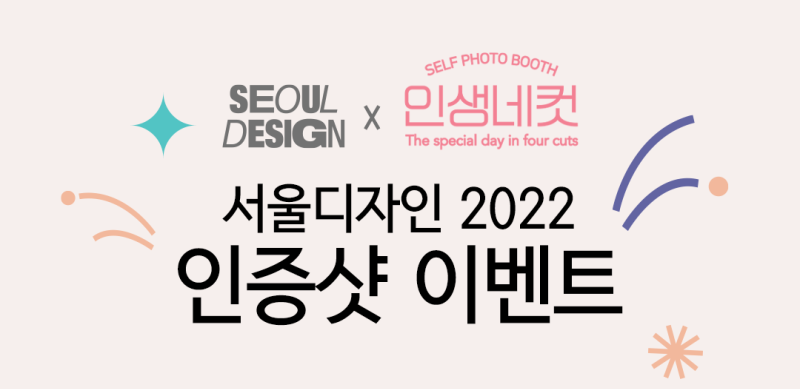 SELF PHOTO BOOTH
SEOUL
DESIGN
X
인생네컷
The special day in four cuts
서울디자인 2022
인증샷 이벤트